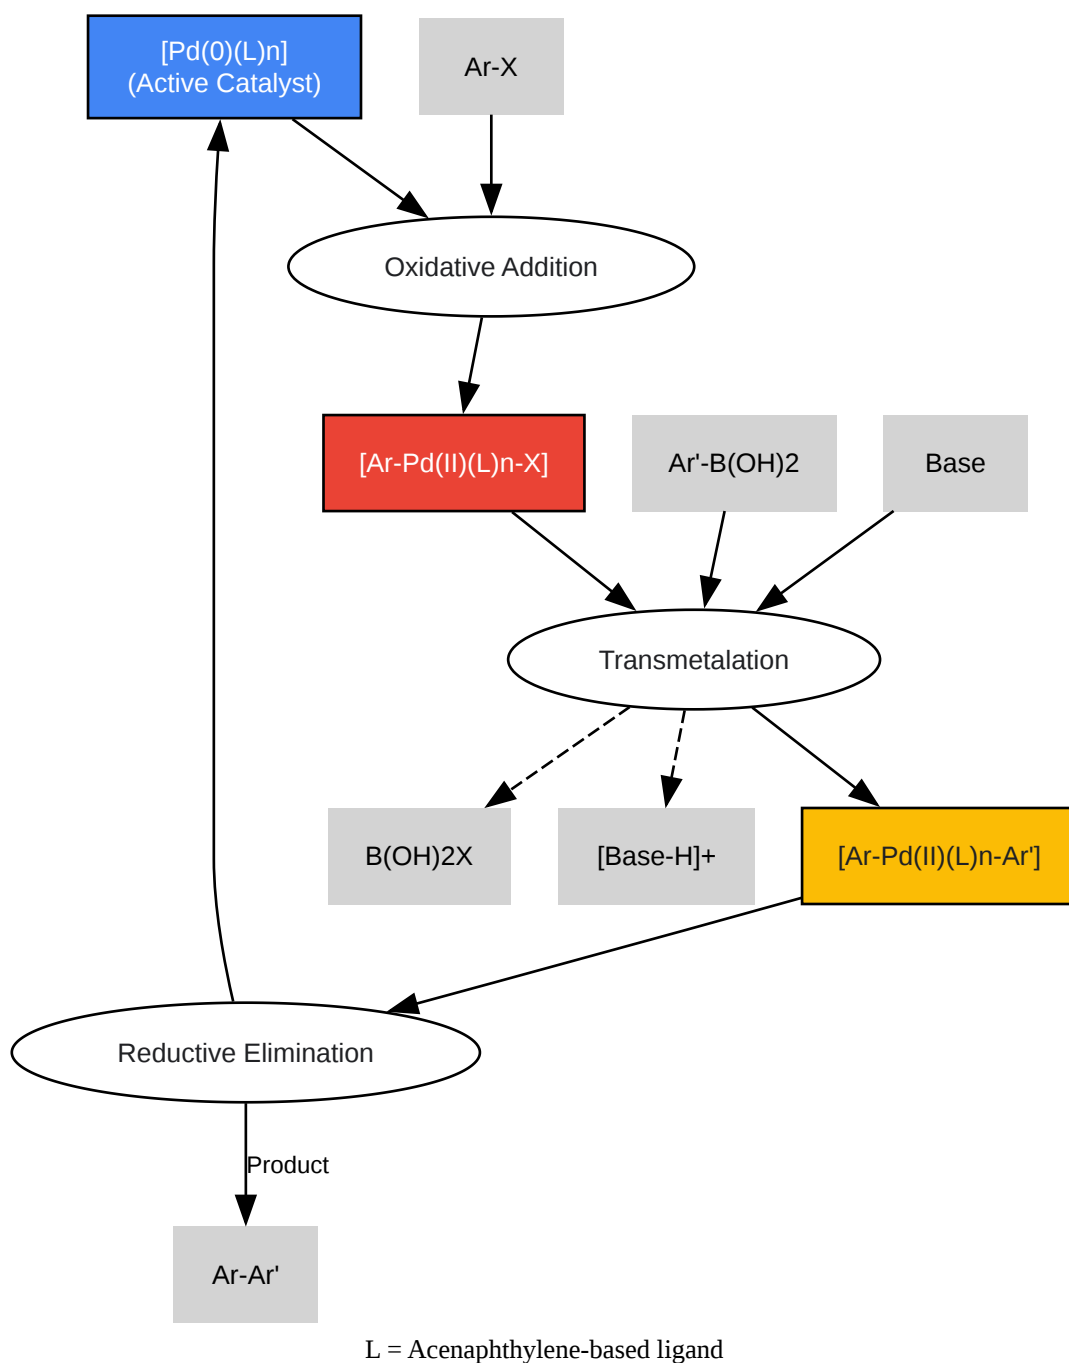 [Pd(0)(L)n]
(Active Catalyst)
Ar-X
Oxidative Addition
[Ar-Pd(II)(L)n-X]
Ar'-B(OH)2
Base
Transmetalation
B(OH)2X
[Base-H]+
[Ar-Pd(II)(L)n-Ar']
Reductive Elimination
Product
Ar-Ar'
L = Acenaphthylene-based ligand